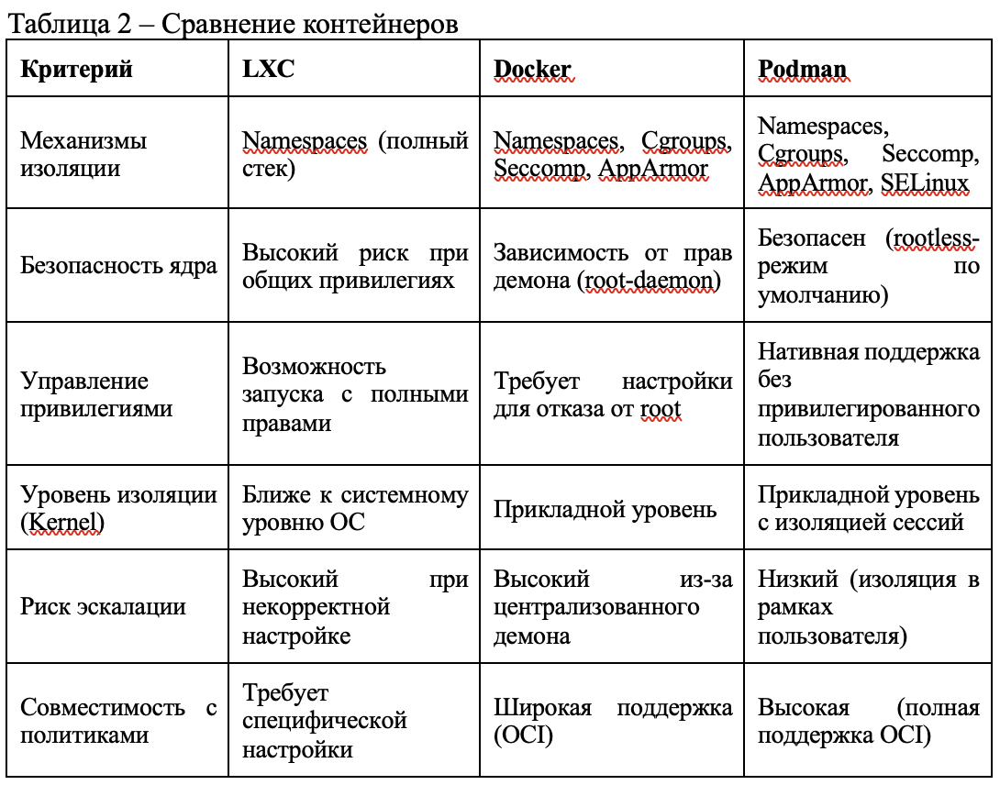 Таблица 2 – Сравнение контейнеров
Критерий
LXC
Docker
Podman
Механизмы
изоляции
Namespaces (полный
стек)
Namespaces, Cgroups,
Seccomp, AppArmor
Namespaces,
Cgroups, Seccomp,
AppArmor, SELinux
Безопасность ядра
Высокий риск при
общих привилегиях
Зависимость от прав
демона (root-daemon)
Безопасен (rootless-
режим по
умолчанию)
Управление
привилегиями
Возможность
запуска с полными
правами
Требует настройки
для отказа от root
Нативная поддержка
без
привилегированного
пользователя
Уровень изоляции
(Kernel)
Ближе к системному
уровню ОС
Прикладной уровень
Прикладной уровень
с изоляцией сессий
Риск эскалации
Высокий при
некорректной
настройке
Высокий из-за
централизованного
демона
Низкий (изоляция в
рамках
пользователя)
Совместимость с
политиками
Требует
специфической
настройки
Широкая поддержка
(OCI)
Высокая (полная
поддержка OCI)